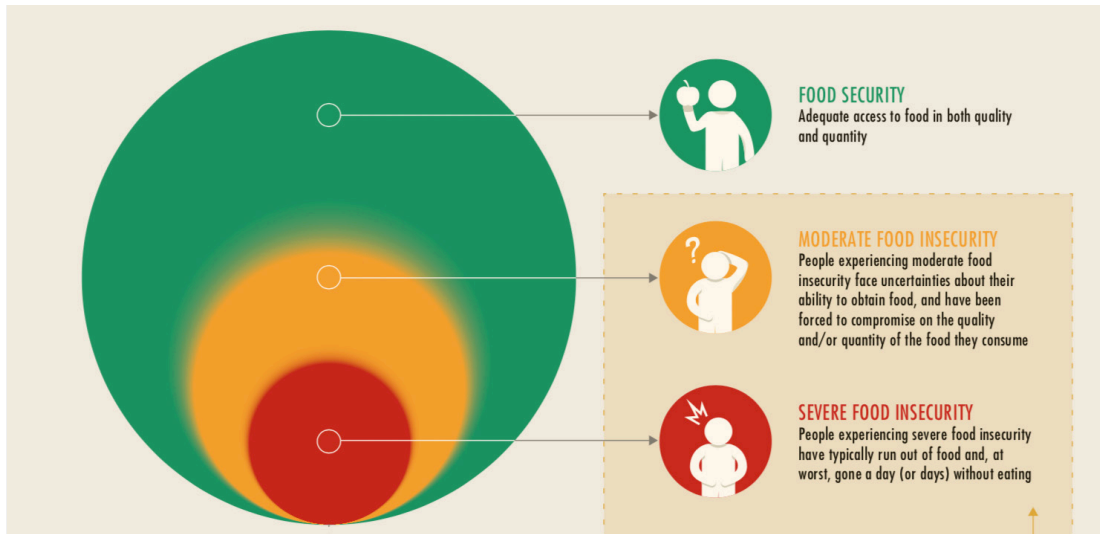 FOOD SECURITY
Adequate access to food in both quality
and quantity
?
MODERATE FOOD INSECURITY
People experiencing moderate food
insecurity face uncertainties about their
ability to obtain food, and have been
forced to compromise on the quality
and/or quantity of the food they consume
SEVERE FOOD INSECURITY
People experiencing severe food insecurity
have typically run out of food and, at
worst, gone a day (or days) without eating